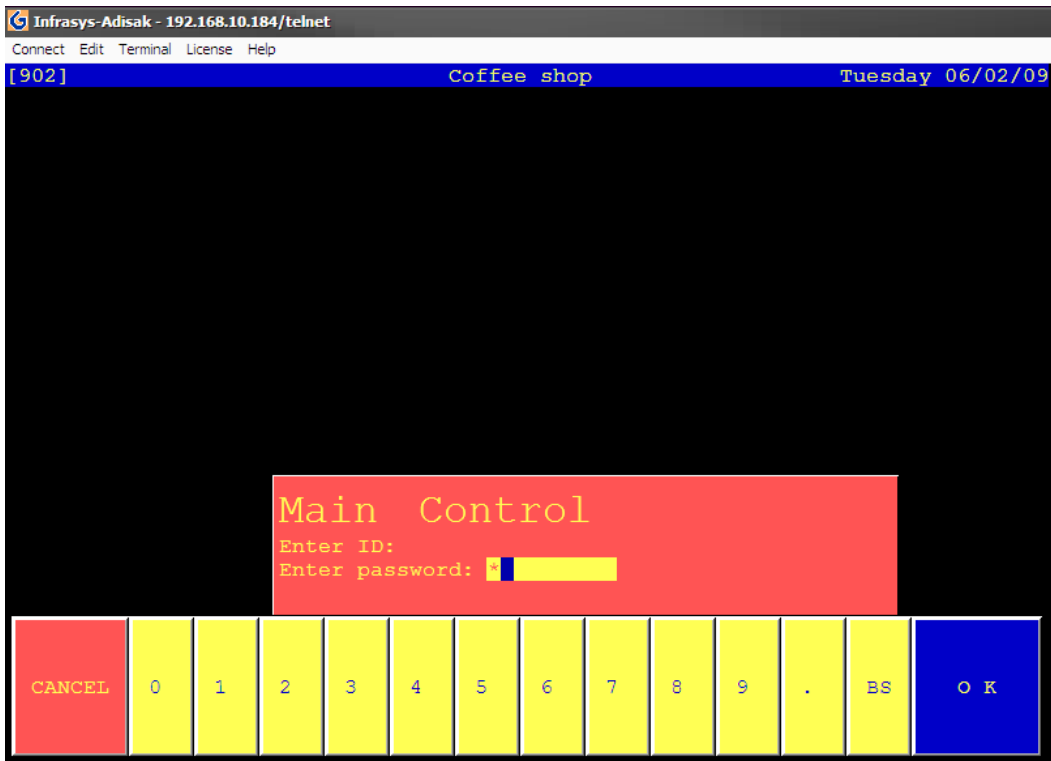 Infrasys-Adisak - 192.168.10.184/telnet
Connect Edit Terminal License Help
[902] Coffee shop Tuesday 06/02/09
Main Control
Enter ID:
Enter password: *
CANCEL 0 1 2 3 4 5 6 7 8 9 . BS O K